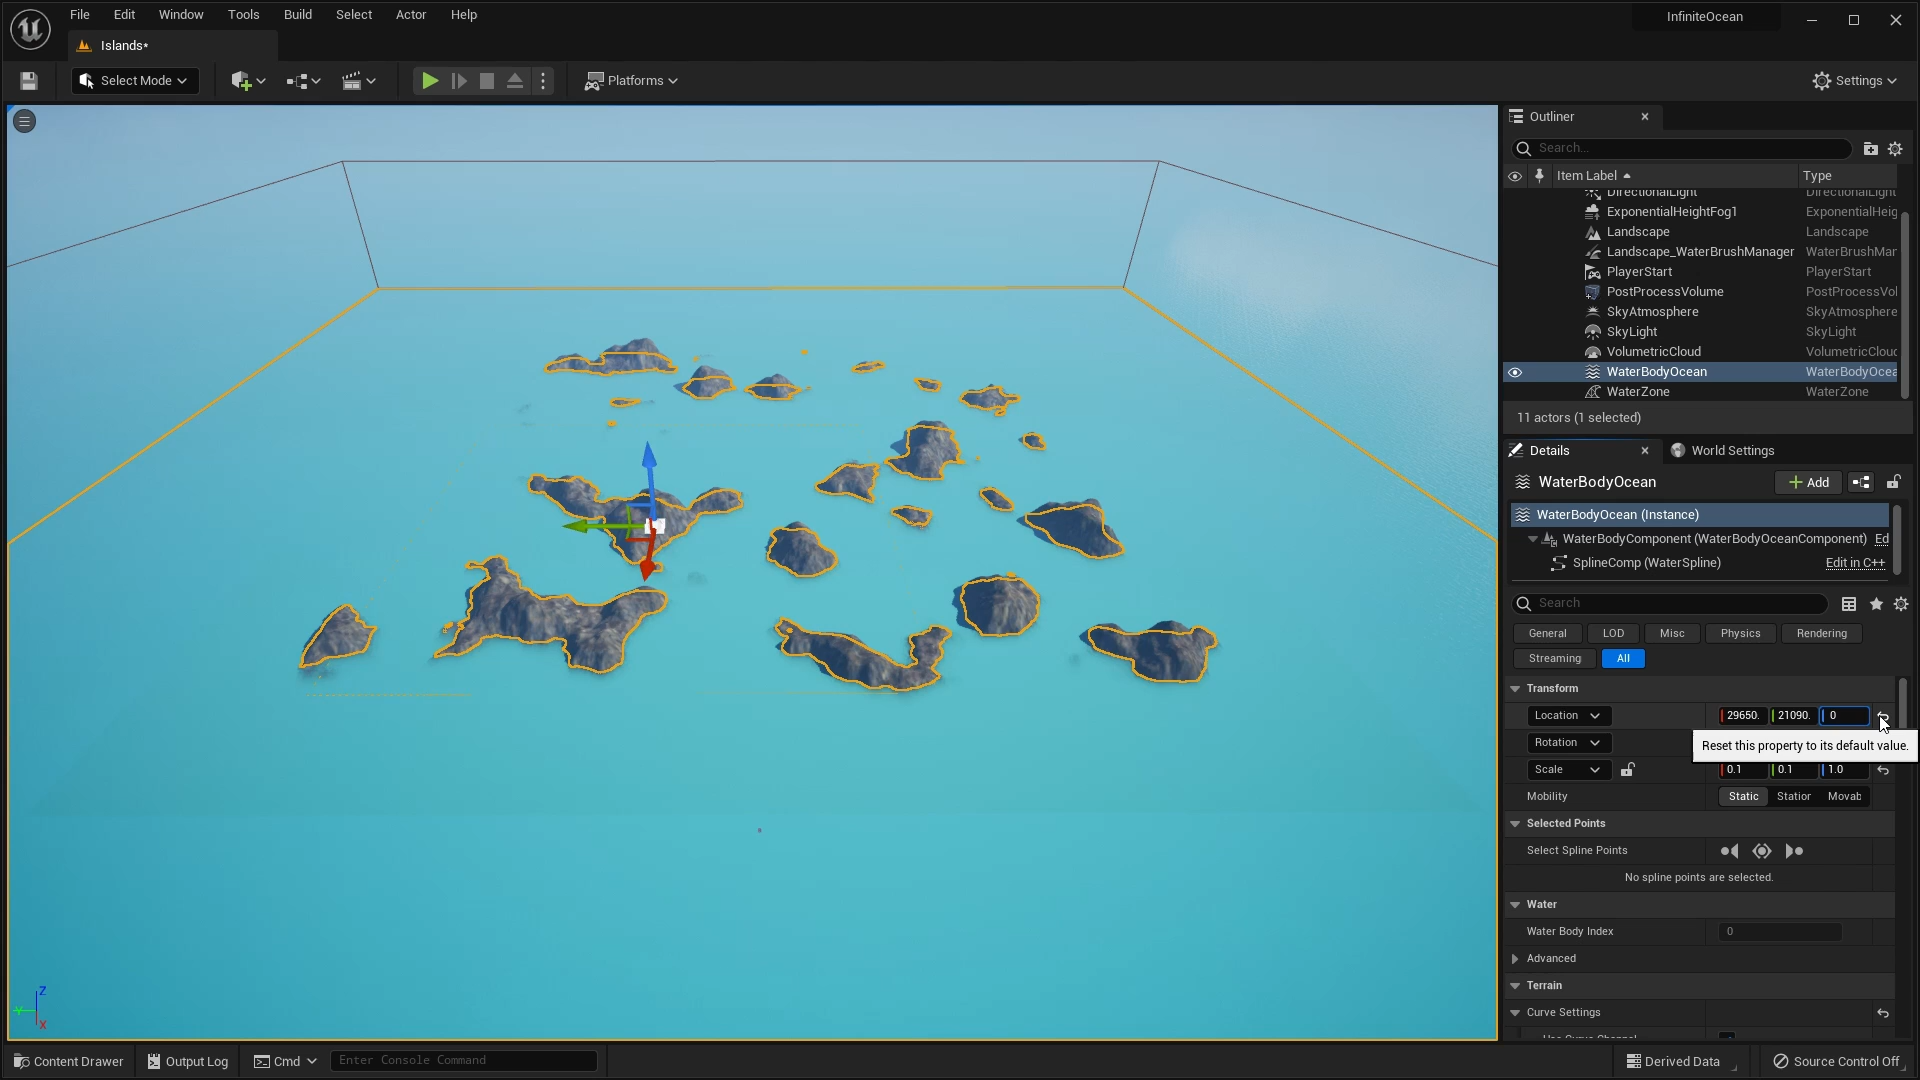 File Edit Window Tools Build Select Actor Help
InfiniteOcean
Islands*
Select Mode
Platforms
Settings
Outliner
Search...
Item Label Type
DirectionalLight DirectionalLight
ExponentialHeightFog1 ExponentialHeig
Landscape Landscape
Landscape_WaterBrushManager WaterBrushMar
PlayerStart PlayerStart
PostProcessVolume PostProcessVol
SkyAtmosphere SkyAtmosphere
SkyLight SkyLight
VolumetricCloud VolumetricClouc
WaterBodyOcean WaterBodyOcea
WaterZone WaterZone
11 actors (1 selected)
Details World Settings
WaterBodyOcean Add
WaterBodyOcean (Instance)
WaterBodyComponent (WaterBodyOceanComponent) Ed
SplineComp (WaterSpline) Edit in C++
Search
General LOD Misc Physics Rendering
Streaming All
Transform
Location 29650. 21090. 0
Rotation
Reset this property to its default value.
Scale 0.1 0.1 1.0
Mobility Static Statior Movab
Selected Points
Select Spline Points
No spline points are selected.
Water
Water Body Index 0
Advanced
Terrain
Curve Settings
Use Curve Channel
Z
Y
X
Content Drawer Output Log Cmd Enter Console Command
Derived Data Source Control Off